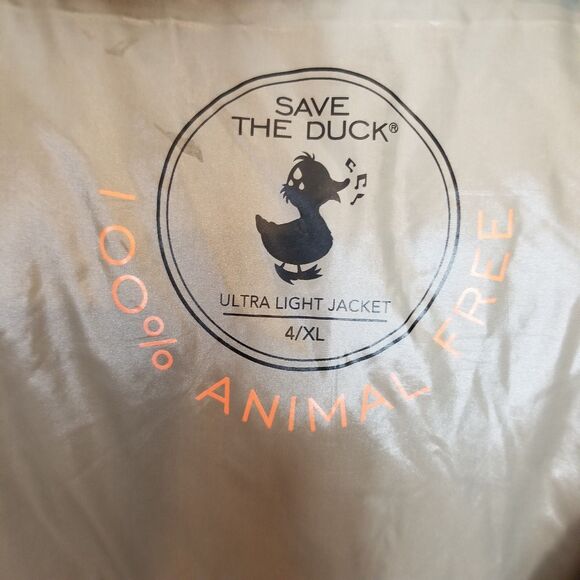 SAVE
THE DUCK®
ULTRA LIGHT JACKET
4/XL
100% ANIMAL FREE